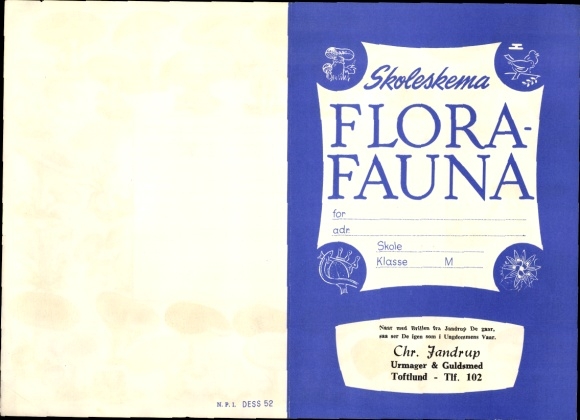 Skoleskema
FLORA-
FAUNA
for
adr.
Skole
Klasse M
Naar med Brillen fra Jandrup De gaar,
saa ser De igen som i Ungdommens Vaar.
Chr. Jandrup
Urmager & Guldsmed
Toftlund - Tlf. 102
N. P. I. DESS 52